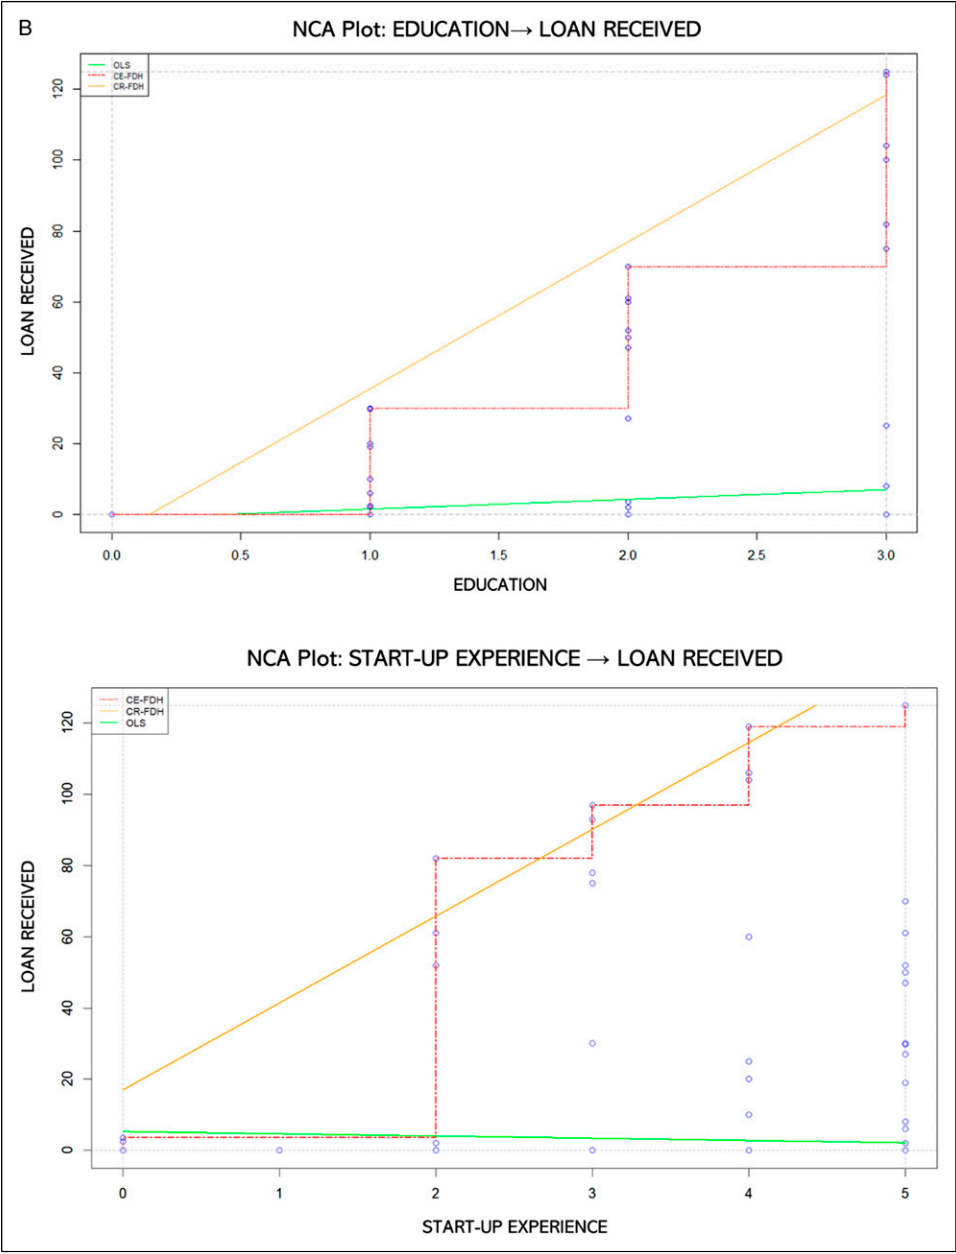 B
NCA Plot: EDUCATION→ LOAN RECEIVED
OLS
CE-FDH
CR-FDH
LOAN RECEIVED
120
100
80
60
40
20
0
0.0 0.5 1.0 1.5 2.0 2.5 3.0
EDUCATION
NCA Plot: START-UP EXPERIENCE → LOAN RECEIVED
CE-FDH
CR-FDH
OLS
LOAN RECEIVED
120
100
80
60
40
20
0
0 1 2 3 4 5
START-UP EXPERIENCE